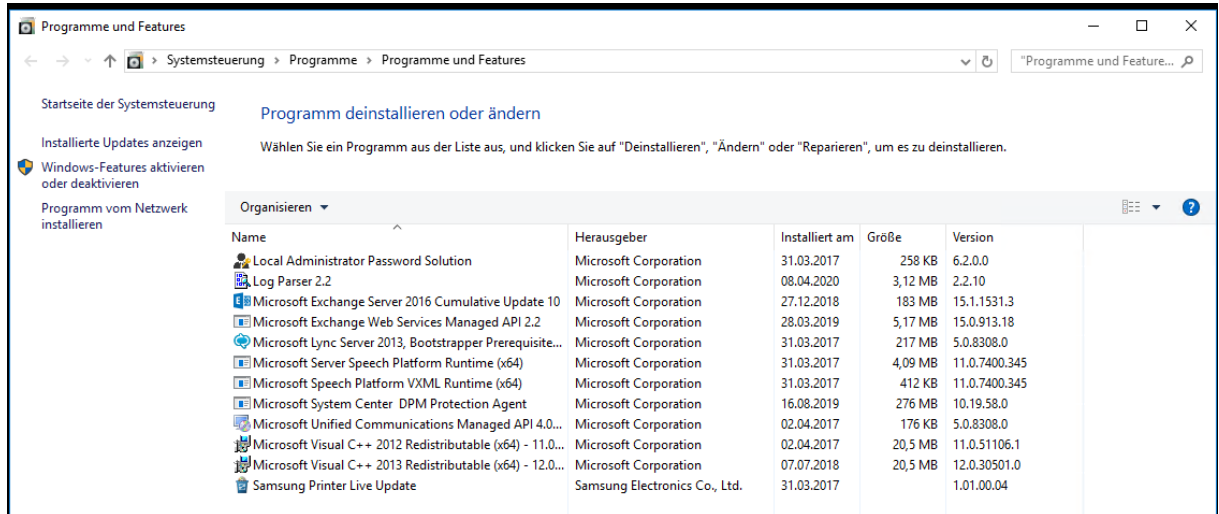 Programme und Features
Systemsteuerung > Programme > Programme und Features
"Programme und Feature...
Startseite der Systemsteuerung
Installierte Updates anzeigen
Windows-Features aktivieren
oder deaktivieren
Programm vom Netzwerk
installieren
Programm deinstallieren oder ändern
Wählen Sie ein Programm aus der Liste aus, und klicken Sie auf "Deinstallieren", "Ändern" oder "Reparieren", um es zu deinstallieren.
Organisieren
Name Herausgeber Installiert am Größe Version
Local Administrator Password Solution Microsoft Corporation 31.03.2017 258 KB 6.2.0.0
Log Parser 2.2 Microsoft Corporation 08.04.2020 3,12 MB 2.2.10
Microsoft Exchange Server 2016 Cumulative Update 10 Microsoft Corporation 27.12.2018 183 MB 15.1.1531.3
Microsoft Exchange Web Services Managed API 2.2 Microsoft Corporation 28.03.2019 5,17 MB 15.0.913.18
Microsoft Lync Server 2013, Bootstrapper Prerequisite... Microsoft Corporation 31.03.2017 217 MB 5.0.8308.0
Microsoft Server Speech Platform Runtime (x64) Microsoft Corporation 31.03.2017 4,09 MB 11.0.7400.345
Microsoft Speech Platform VXML Runtime (x64) Microsoft Corporation 31.03.2017 412 KB 11.0.7400.345
Microsoft System Center DPM Protection Agent Microsoft Corporation 16.08.2019 276 MB 10.19.58.0
Microsoft Unified Communications Managed API 4.0... Microsoft Corporation 02.04.2017 176 KB 5.0.8308.0
Microsoft Visual C++ 2012 Redistributable (x64) - 11.0... Microsoft Corporation 02.04.2017 20,5 MB 11.0.51106.1
Microsoft Visual C++ 2013 Redistributable (x64) - 12.0... Microsoft Corporation 07.07.2018 20,5 MB 12.0.30501.0
Samsung Printer Live Update Samsung Electronics Co., Ltd. 31.03.2017 1.01.00.04